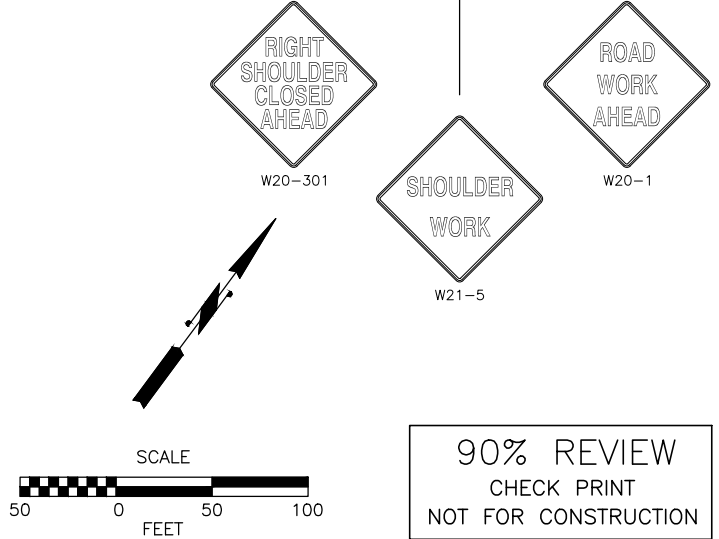 RIGHT
SHOULDER
CLOSED
AHEAD
W20-301
SHOULDER
WORK
W21-5
ROAD
WORK
AHEAD
W20-1
SCALE
50 0 50 100
FEET
90% REVIEW
CHECK PRINT
NOT FOR CONSTRUCTION